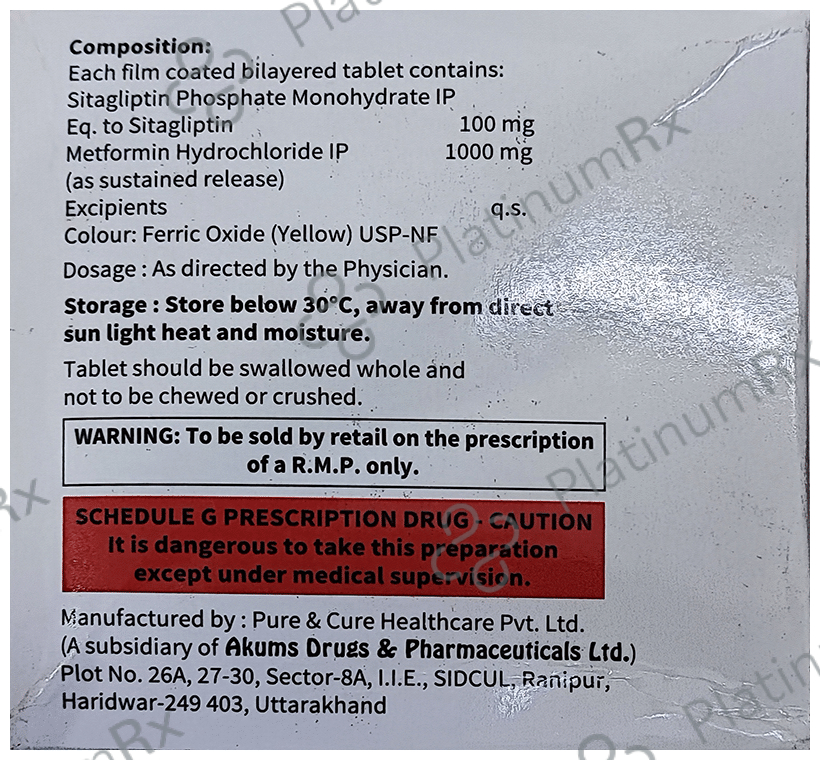 Composition:
Each film coated bilayered tablet contains:
Sitagliptin Phosphate Monohydrate IP
Eq. to Sitagliptin 100 mg
Metformin Hydrochloride IP 1000 mg
(as sustained release)
Excipients q.s.
Colour: Ferric Oxide (Yellow) USP-NF
Dosage : As directed by the Physician.
Storage : Store below 30°C, away from direct
sun light heat and moisture.
Tablet should be swallowed whole and
not to be chewed or crushed.
WARNING: To be sold by retail on the prescription
of a R.M.P. only.
SCHEDULE G PRESCRIPTION DRUG - CAUTION
It is dangerous to take this preparation
except under medical supervision.
Manufactured by : Pure & Cure Healthcare Pvt. Ltd.
(A subsidiary of Akums Drugs & Pharmaceuticals Ltd.)
Plot No. 26A, 27-30, Sector-8A, I.I.E., SIDCUL, Ranipur,
Haridwar-249 403, Uttarakhand
PlatinumRx
PlatinumRx